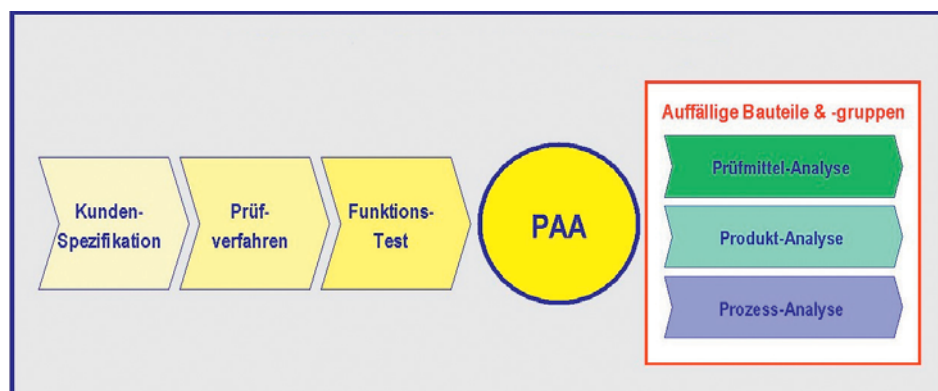 Kunden-
Spezifikation
Prüf-
verfahren
Funktions-
Test
PAA
Auffällige Bauteile & -gruppen
Prüfmittel-Analyse
Produkt-Analyse
Prozess-Analyse